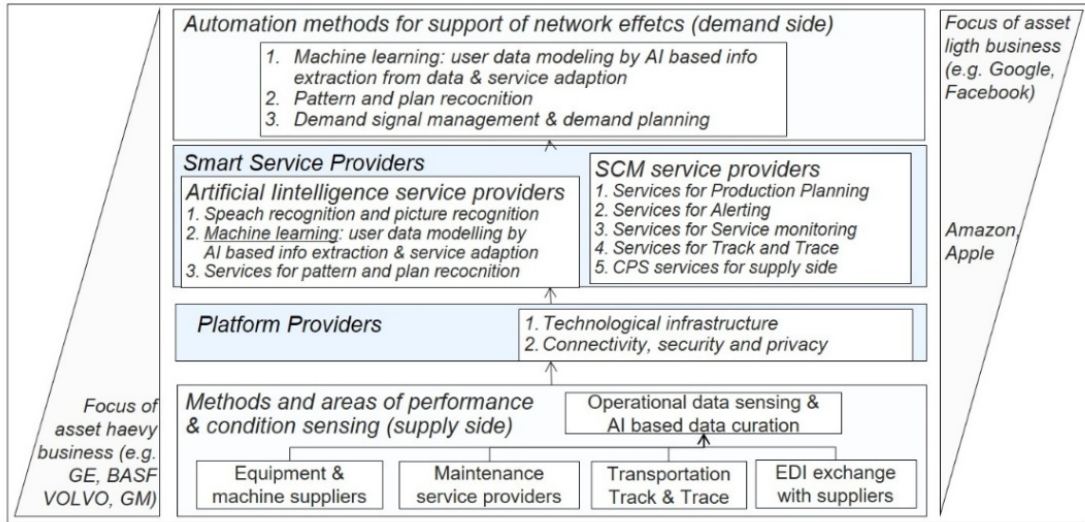 Automation methods for support of network effetcs (demand side)
1. Machine learning: user data modeling by AI based info
extraction from data & service adaption
2. Pattern and plan recocnition
3. Demand signal management & demand planning
Focus of asset
ligth business
(e.g. Google,
Facebook)
Smart Service Providers
Artificial Iintelligence service providers
1. Speach recognition and picture recognition
2. Machine learning: user data modelling by
AI based info extraction & service adaption
3. Services for pattern and plan recocnition
SCM service providers
1. Services for Production Planning
2. Services for Alerting
3. Services for Service monitoring
4. Services for Track and Trace
5. CPS services for supply side
Amazon,
Apple
Platform Providers
1. Technological infrastructure
2. Connectivity, security and privacy
Focus of
asset haevy
business (e.g.
GE, BASF
VOLVO, GM)
Methods and areas of performance
& condition sensing (supply side)
Operational data sensing &
AI based data curation
Equipment &
machine suppliers
Maintenance
service providers
Transportation
Track & Trace
EDI exchange
with suppliers